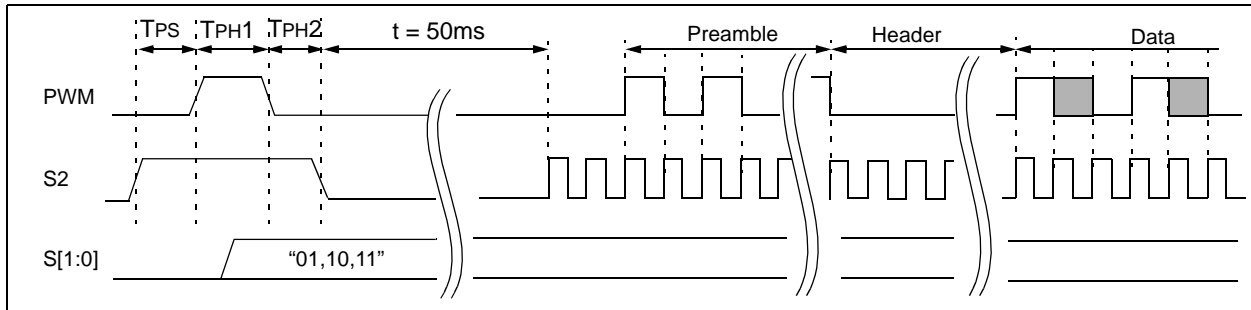 TPS TPH1 TPH2 t = 50ms Preamble Header Data
PWM
S2
S[1:0] “01,10,11”